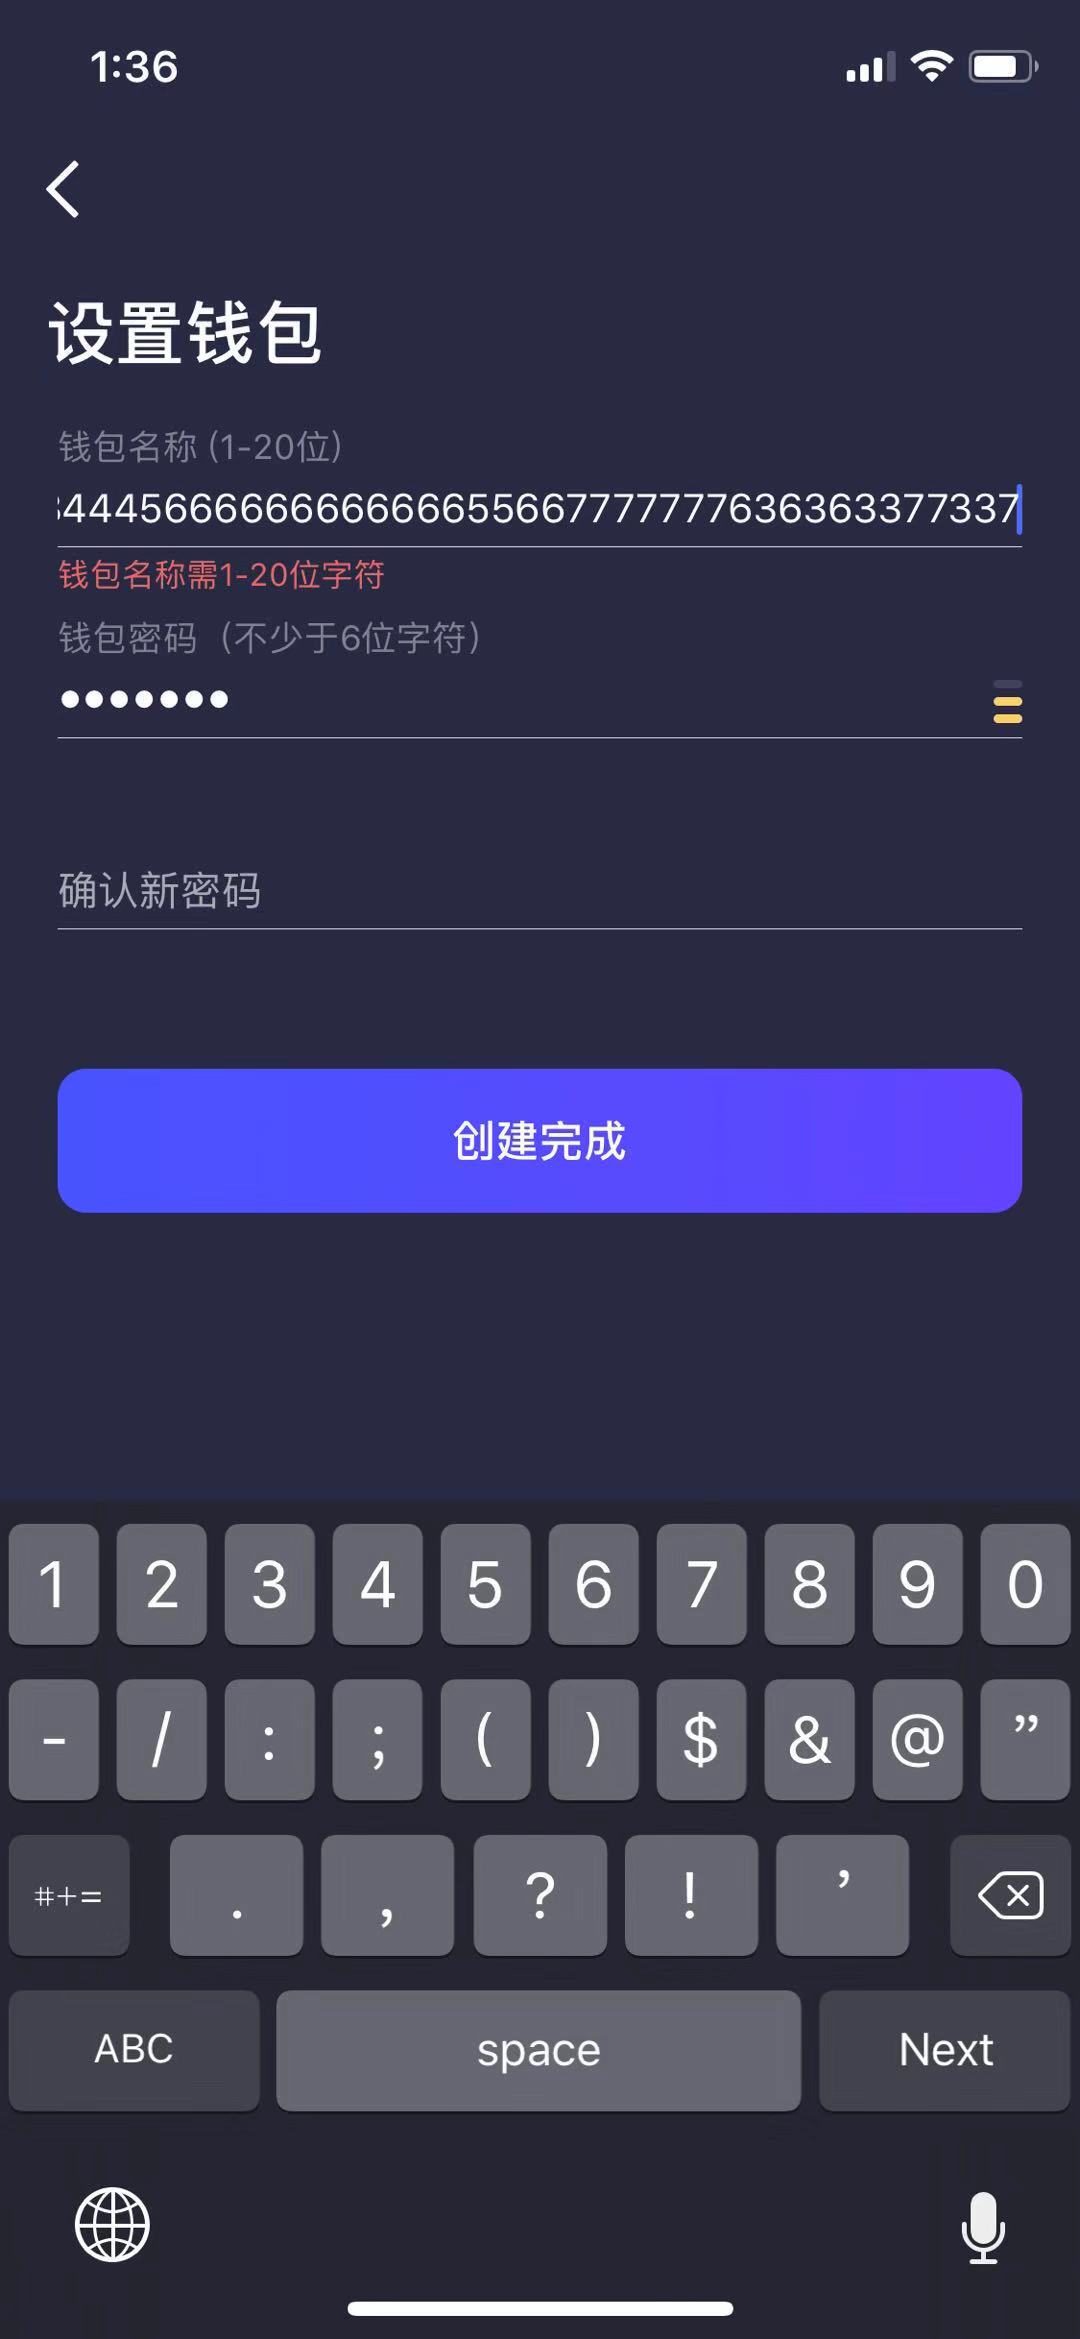 1:36
设置钱包
钱包名称 (1-20位)
444566666666666655667777777636363377337
钱包名称需1-20位字符
钱包密码（不少于6位字符）
确认新密码
创建完成
1 2 3 4 5 6 7 8 9 0
- / : ; ( ) $ & @ ”
#+= . , ? ! ’
ABC space Next